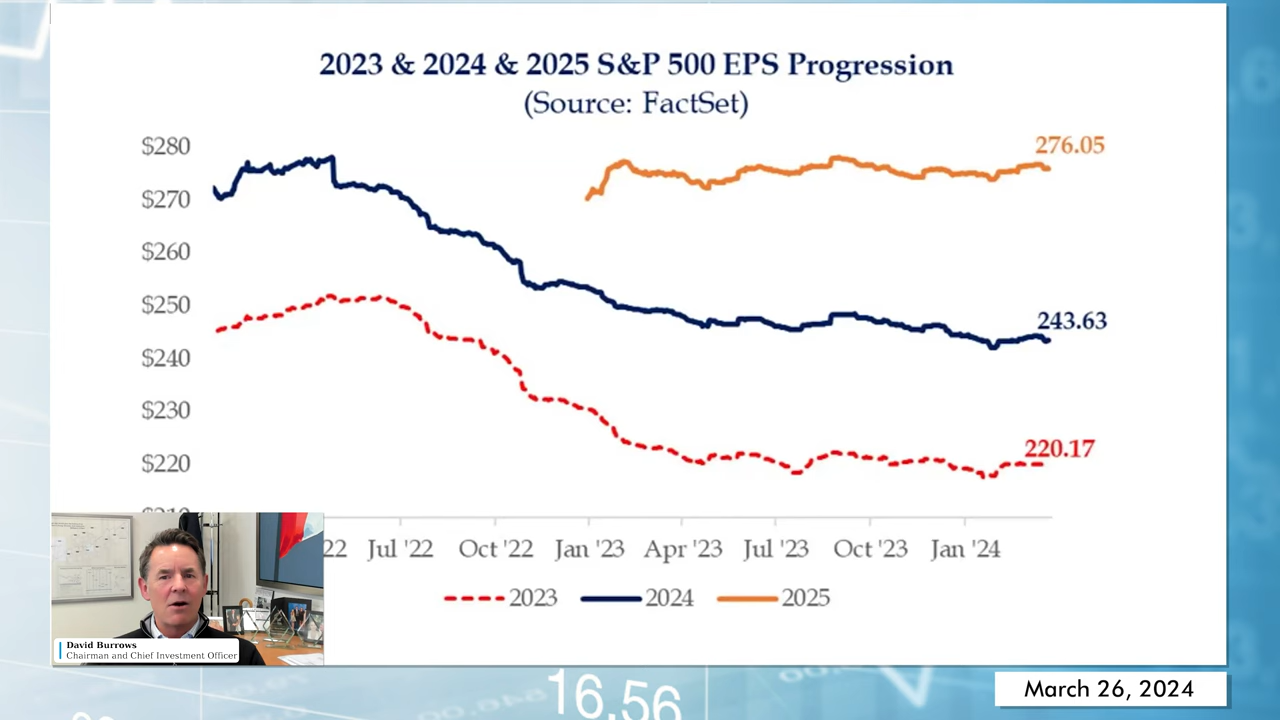 2023 & 2024 & 2025 S&P 500 EPS Progression
(Source: FactSet)
$280
$270
$260
$250
$240
$230
$220
276.05
243.63
220.17
22 Jul '22 Oct '22 Jan '23 Apr '23 Jul '23 Oct '23 Jan '24
2023 2024 2025
David Burrows
Chairman and Chief Investment Officer
March 26, 2024
16.56